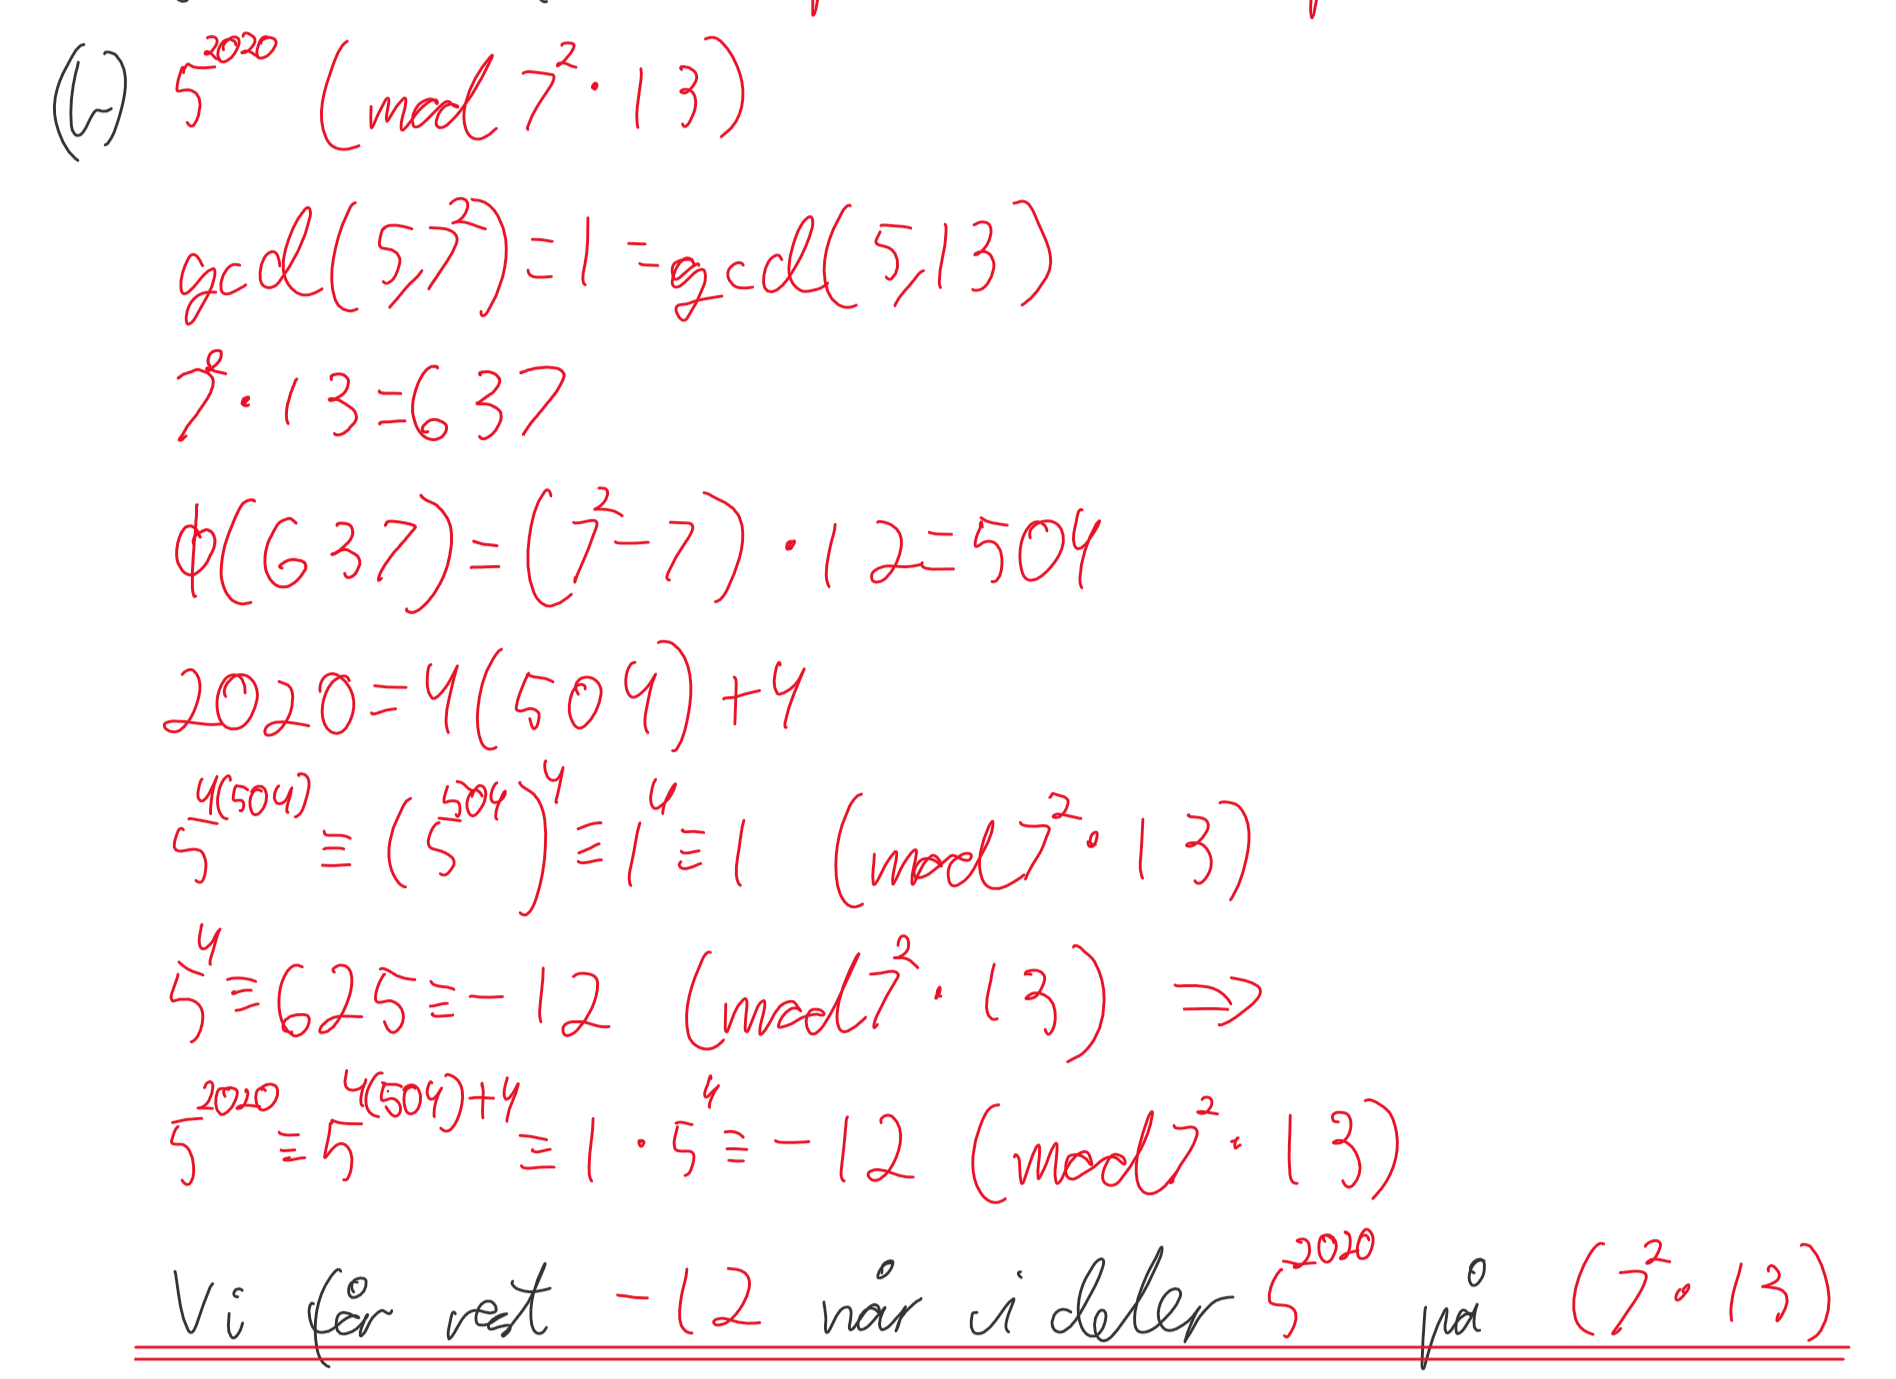 (b) 5^2020 (mod 7^2 · 13)
gcd(5,7^2) = 1 = gcd(5,13)
7^2 · 13 = 637
ϕ(637) = (7^2 - 7) · 12 = 504
2020 = 4(504) + 4
5^4(504) ≡ (5^504)^4 ≡ 1^4 ≡ 1 (mod 7^2 · 13)
5^4 ≡ 625 ≡ -12 (mod 7^2 · 13) ⇒
5^2020 ≡ 5^4(504)+4 ≡ 1 · 5^4 ≡ -12 (mod 7^2 · 13)
Vi får rest -12 når vi deler 5^2020 på (7^2 · 13)